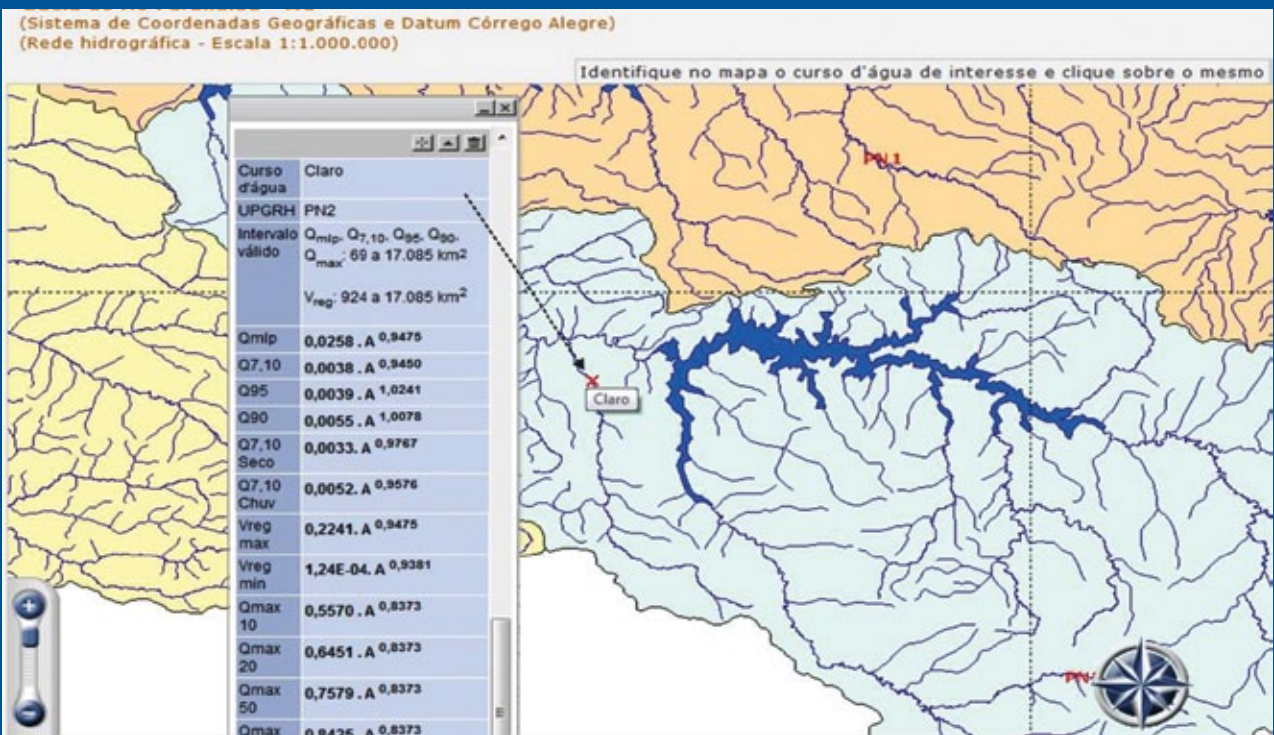 (Sistema de Coordenadas Geográficas e Datum Córrego Alegre)
(Rede hidrográfica - Escala 1:1.000.000)
Identifique no mapa o curso d'água de interesse e clique sobre o mesmo
PN1
Curso d'água Claro
UPGRH PN2
Intervalo válido Qmlp, Q7,10, Q95, Q90,
Qmax: 69 a 17.085 km2
Vreg: 924 a 17.085 km2
Qmlp 0,0258 . A 0,9475
Q7,10 0,0038 . A 0,9450
Q95 0,0039 . A 1,0241
Q90 0,0055 . A 1,0078
Q7,10 Seco 0,0033. A 0,9767
Q7,10 Chuv 0,0052. A 0,9576
Vreg max 0,2241. A 0,9475
Vreg min 1,24E-04. A 0,9381
Qmax 10 0,5570 . A 0,8373
Qmax 20 0,6451 . A 0,8373
Qmax 50 0,7579 . A 0,8373
Qmax 0,8425 . A 0,8373
Claro